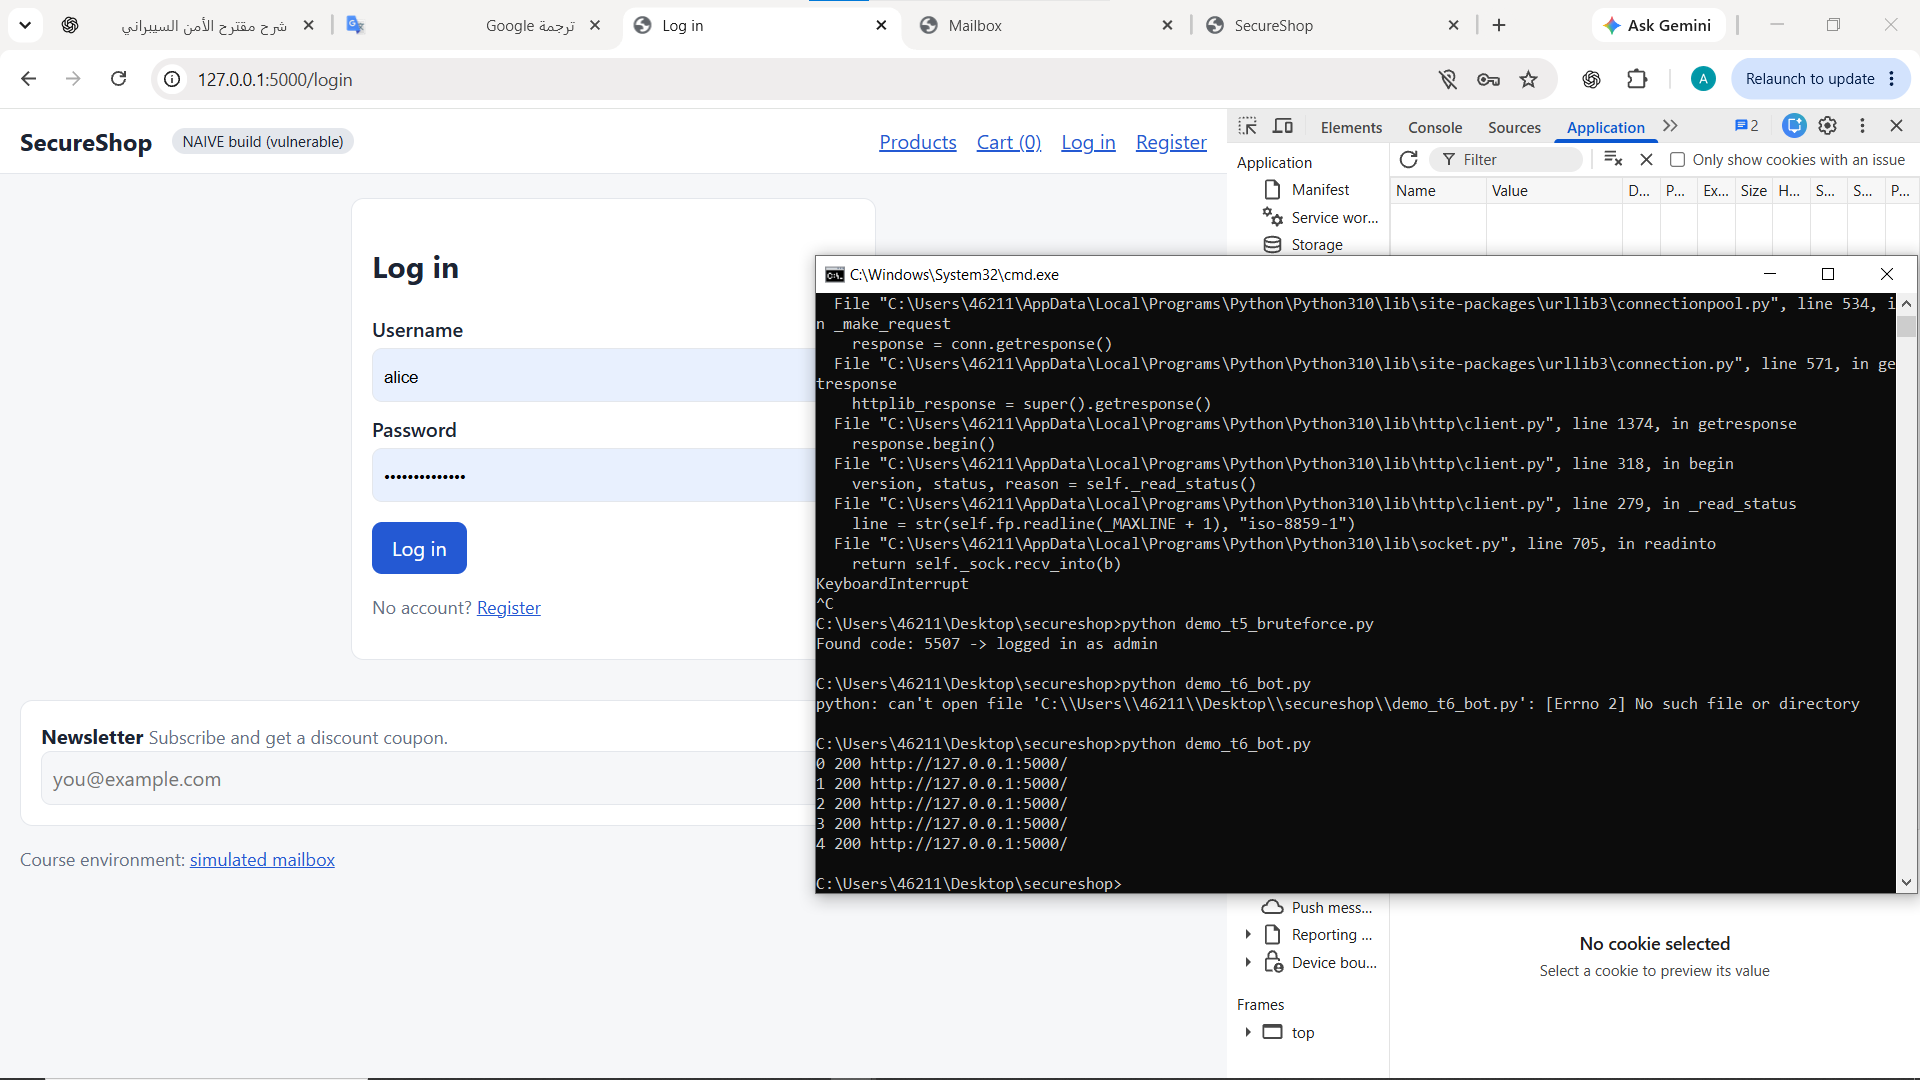 شرح مقترح الأمن السيبراني
ترجمة Google
Log in
Mailbox
SecureShop
Ask Gemini
127.0.0.1:5000/login
A
Relaunch to update
SecureShop
NAIVE build (vulnerable)
Products
Cart (0)
Log in
Register
Log in
Username
alice
Password
••••••••••••••
Log in
No account? Register
Newsletter Subscribe and get a discount coupon.
you@example.com
Course environment: simulated mailbox
Elements
Console
Sources
Application
2
Application
Manifest
Service wor...
Storage
Filter
Only show cookies with an issue
Name
Value
D...
P...
Ex...
Size
H...
S...
S...
P...
C:\Windows\System32\cmd.exe
File "C:\Users\46211\AppData\Local\Programs\Python\Python310\lib\site-packages\urllib3\connectionpool.py", line 534, i
n _make_request
response = conn.getresponse()
File "C:\Users\46211\AppData\Local\Programs\Python\Python310\lib\site-packages\urllib3\connection.py", line 571, in ge
tresponse
httplib_response = super().getresponse()
File "C:\Users\46211\AppData\Local\Programs\Python\Python310\lib\http\client.py", line 1374, in getresponse
response.begin()
File "C:\Users\46211\AppData\Local\Programs\Python\Python310\lib\http\client.py", line 318, in begin
version, status, reason = self._read_status()
File "C:\Users\46211\AppData\Local\Programs\Python\Python310\lib\http\client.py", line 279, in _read_status
line = str(self.fp.readline(_MAXLINE + 1), "iso-8859-1")
File "C:\Users\46211\AppData\Local\Programs\Python\Python310\lib\socket.py", line 705, in readinto
return self._sock.recv_into(b)
KeyboardInterrupt
^C
C:\Users\46211\Desktop\secureshop>python demo_t5_bruteforce.py
Found code: 5507 -> logged in as admin
C:\Users\46211\Desktop\secureshop>python demo_t6_bot.py
python: can't open file 'C:\\Users\\46211\\Desktop\\secureshop\\demo_t6_bot.py': [Errno 2] No such file or directory
C:\Users\46211\Desktop\secureshop>python demo_t6_bot.py
0 200 http://127.0.0.1:5000/
1 200 http://127.0.0.1:5000/
2 200 http://127.0.0.1:5000/
3 200 http://127.0.0.1:5000/
4 200 http://127.0.0.1:5000/
C:\Users\46211\Desktop\secureshop>
Push mess...
Reporting ...
Device bou...
Frames
top
No cookie selected
Select a cookie to preview its value